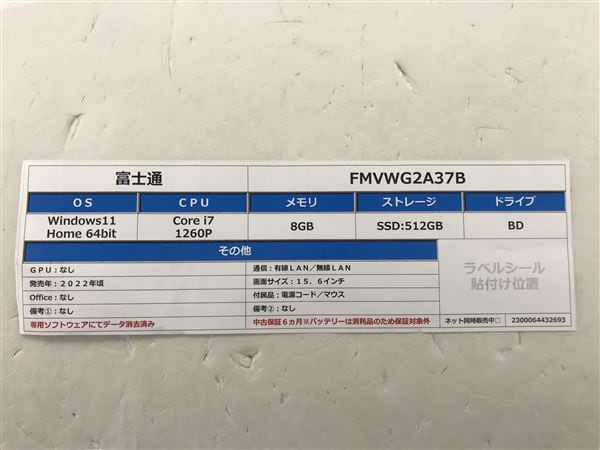 富士通 FMVWG2A37B
OS CPU メモリ ストレージ ドライブ
Windows11 Home 64bit Core i7 1260P 8GB SSD:512GB BD
その他
GPU:なし 通信:有線LAN/無線LAN
発売年:2022年頃 画面サイズ:15.6インチ
Office:なし 付属品:電源コード/マウス
備考①:なし 備考②:なし
専用ソフトウェアにてデータ消去済み 中古保証6ヵ月※バッテリーは消耗品のため保証対象外
ラベルシール
貼付け位置
ネット同時販売中□ 2300064432693